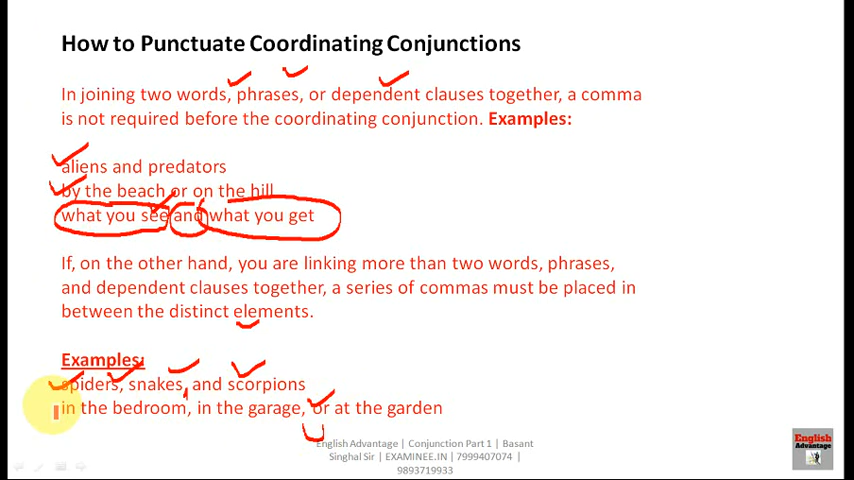 How to Punctuate Coordinating Conjunctions
In joining two words, phrases, or dependent clauses together, a comma
is not required before the coordinating conjunction. Examples:
aliens and predators
by the beach or on the hill
what you see and what you get
If, on the other hand, you are linking more than two words, phrases,
and dependent clauses together, a series of commas must be placed in
between the distinct elements.
Examples:
spiders, snakes, and scorpions
in the bedroom, in the garage, or at the garden
English Advantage | Conjunction Part 1 | Basant
Singhal Sir | EXAMINEE.IN | 7999407074 |
9893719933
English
Advantage